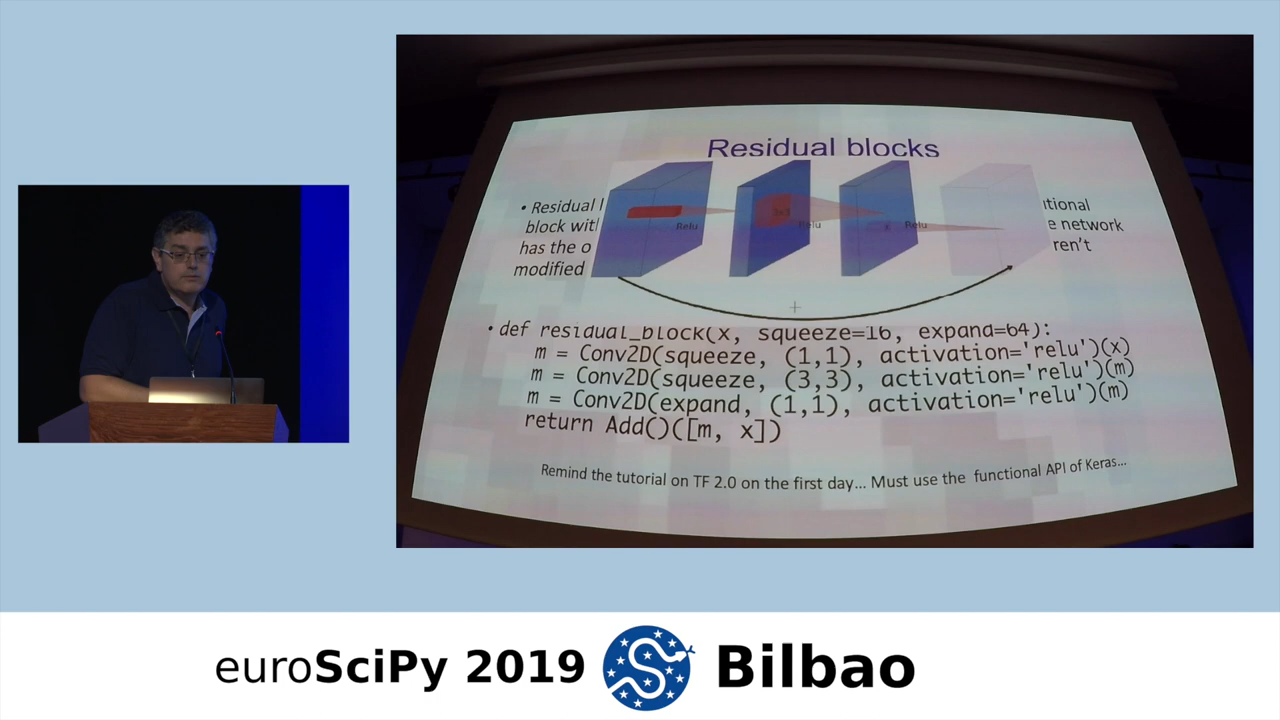 Residual blocks
• Residual
block with
has the o
modified
itional
e network
ren't
Relu
3x3
Relu
Relu
+
• def residual_block(x, squeeze=16, expand=64):
m = Conv2D(squeeze, (1,1), activation='relu')(x)
m = Conv2D(squeeze, (3,3), activation='relu')(m)
m = Conv2D(expand, (1,1), activation='relu')(m)
return Add()([m, x])
Remind the tutorial on TF 2.0 on the first day... Must use the functional API of Keras...
euroSciPy 2019 Bilbao